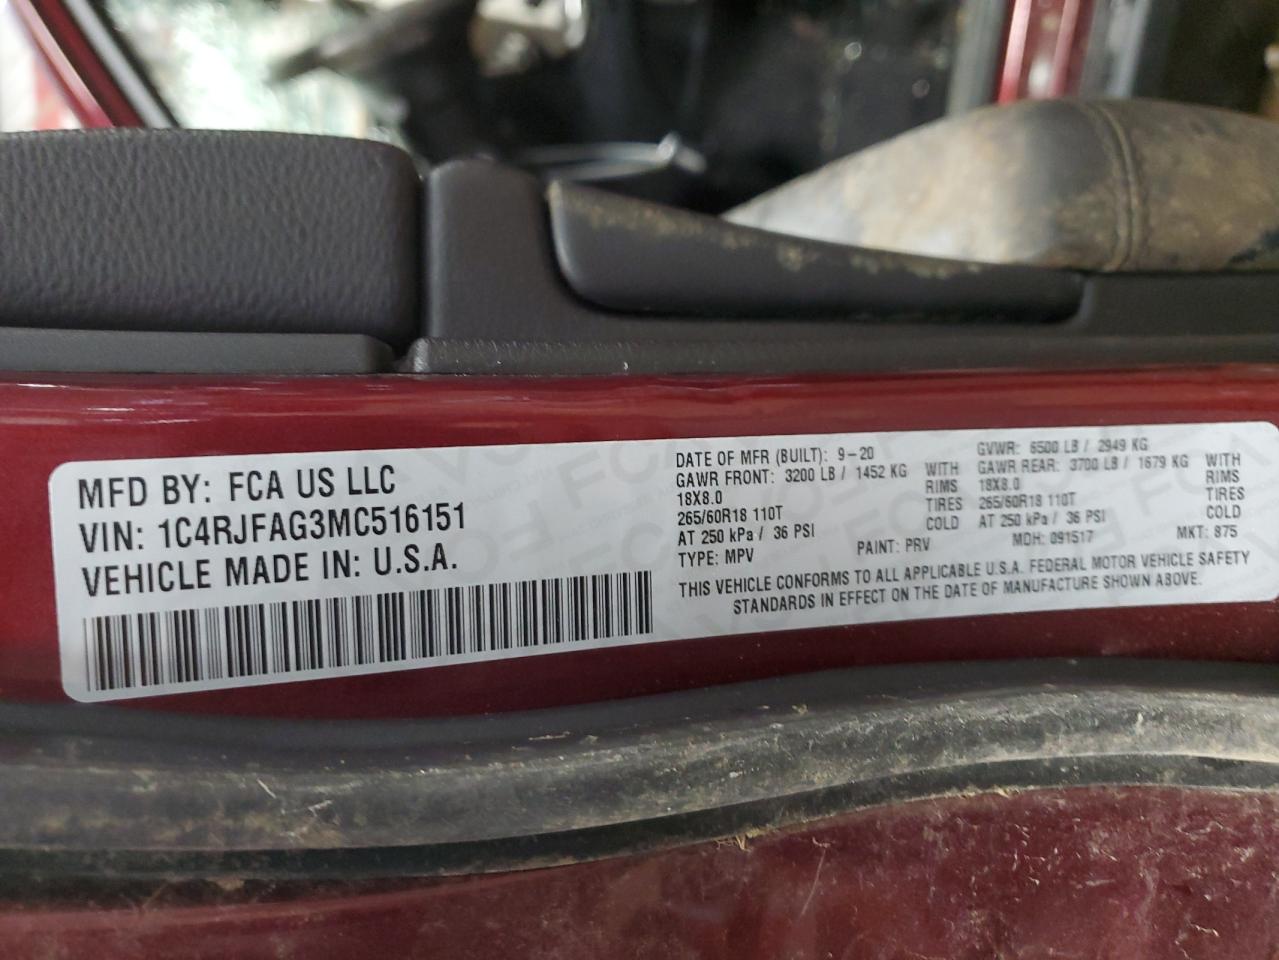 MFD BY: FCA US LLC
VIN: 1C4RJFAG3MC516151
VEHICLE MADE IN: U.S.A.
DATE OF MFR (BUILT): 9-20 GVWR: 6500 LB / 2949 KG
GAWR FRONT: 3200 LB / 1452 KG WITH GAWR REAR: 3700 LB / 1679 KG WITH
18X8.0 RIMS 18X8.0 RIMS
265/60R18 110T TIRES 265/60R18 110T TIRES
AT 250 kPa / 36 PSI COLD AT 250 kPa / 36 PSI COLD
TYPE: MPV PAINT: PRV MDH: 091517 MKT: 875
THIS VEHICLE CONFORMS TO ALL APPLICABLE U.S.A. FEDERAL MOTOR VEHICLE SAFETY
STANDARDS IN EFFECT ON THE DATE OF MANUFACTURE SHOWN ABOVE.